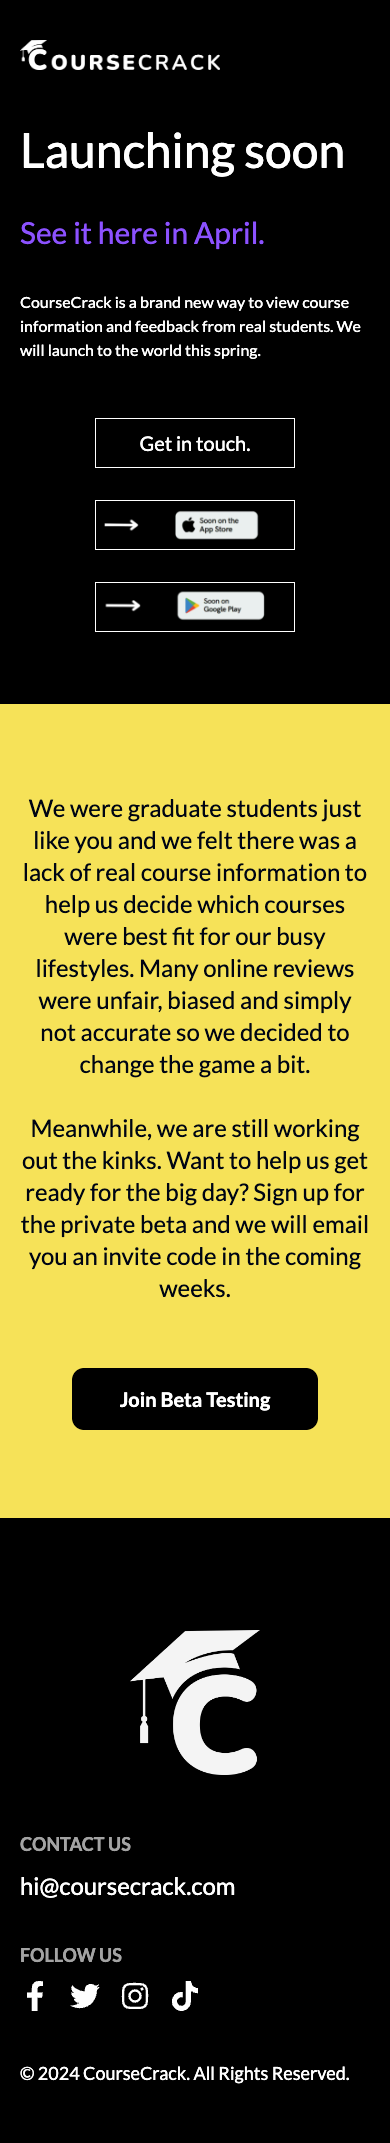 COURSECRACK
Launching soon
See it here in April.
CourseCrack is a brand new way to view course
information and feedback from real students. We
will launch to the world this spring.
Get in touch.
Soon on the
App Store
Soon on
Google Play
We were graduate students just
like you and we felt there was a
lack of real course information to
help us decide which courses
were best fit for our busy
lifestyles. Many online reviews
were unfair, biased and simply
not accurate so we decided to
change the game a bit.
Meanwhile, we are still working
out the kinks. Want to help us get
ready for the big day? Sign up for
the private beta and we will email
you an invite code in the coming
weeks.
Join Beta Testing
C
CONTACT US
hi@coursecrack.com
FOLLOW US
© 2024 CourseCrack. All Rights Reserved.